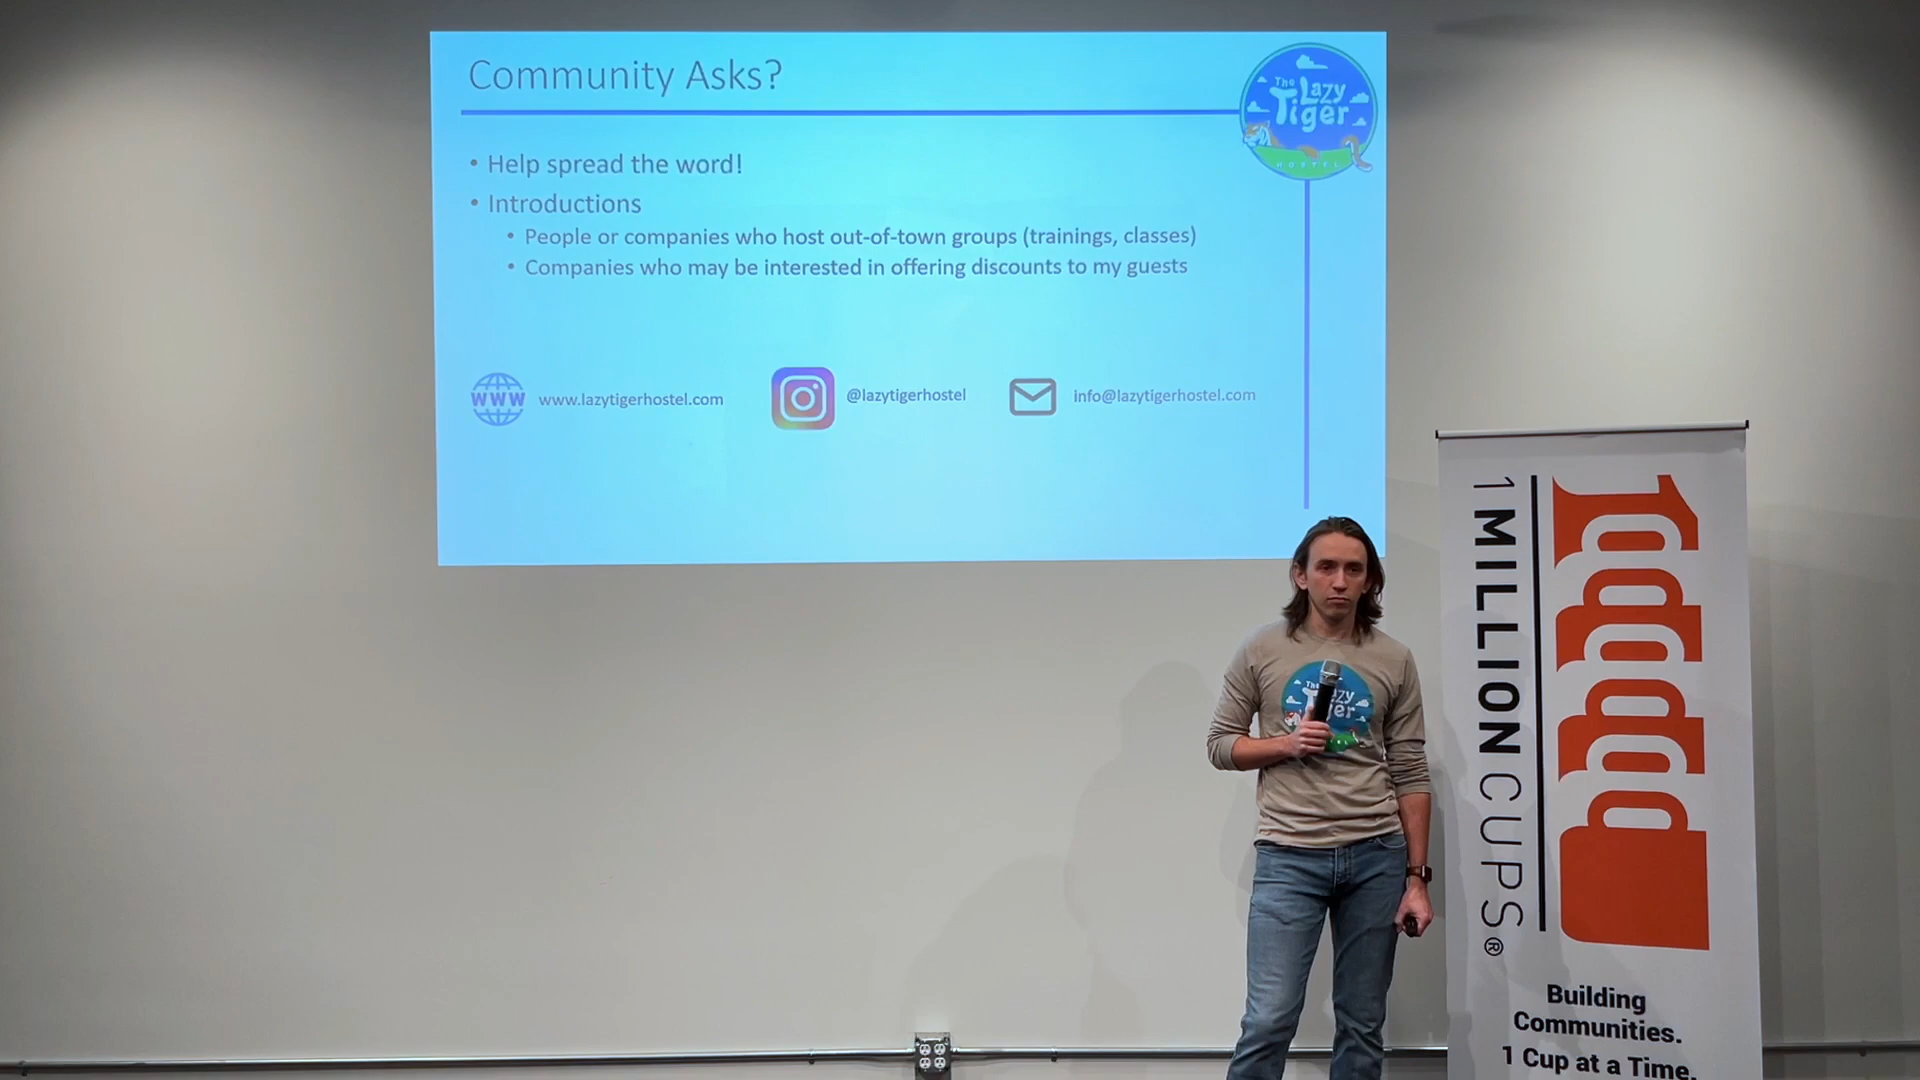 Community Asks?
The Lazy Tiger
HOSTEL
• Help spread the word!
• Introductions
• People or companies who host out-of-town groups (trainings, classes)
• Companies who may be interested in offering discounts to my guests
WWW
www.lazytigerhostel.com
@lazytigerhostel
info@lazytigerhostel.com
1 MILLION CUPS®
Building
Communities.
1 Cup at a Time.